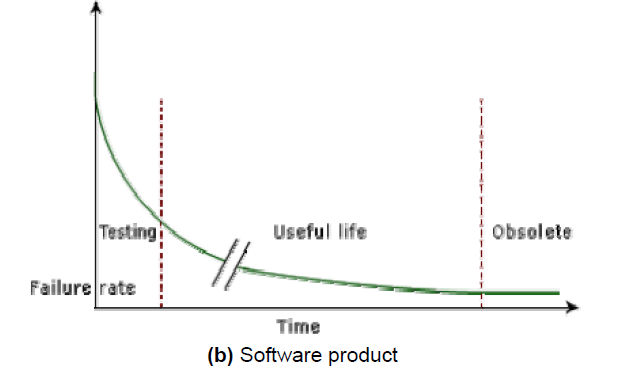 Testing
Useful life
Obsolete
Failure rate
Time
(b) Software product